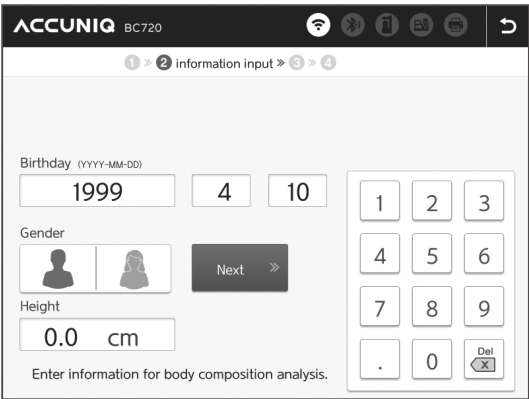 ACCUNIQ BC720
1 » 2 information input » 3 » 4
Birthday (YYYY-MM-DD)
1999 4 10
1 2 3
Gender
Next »
4 5 6
Height
7 8 9
0.0 cm
. 0 Del X
Enter information for body composition analysis.